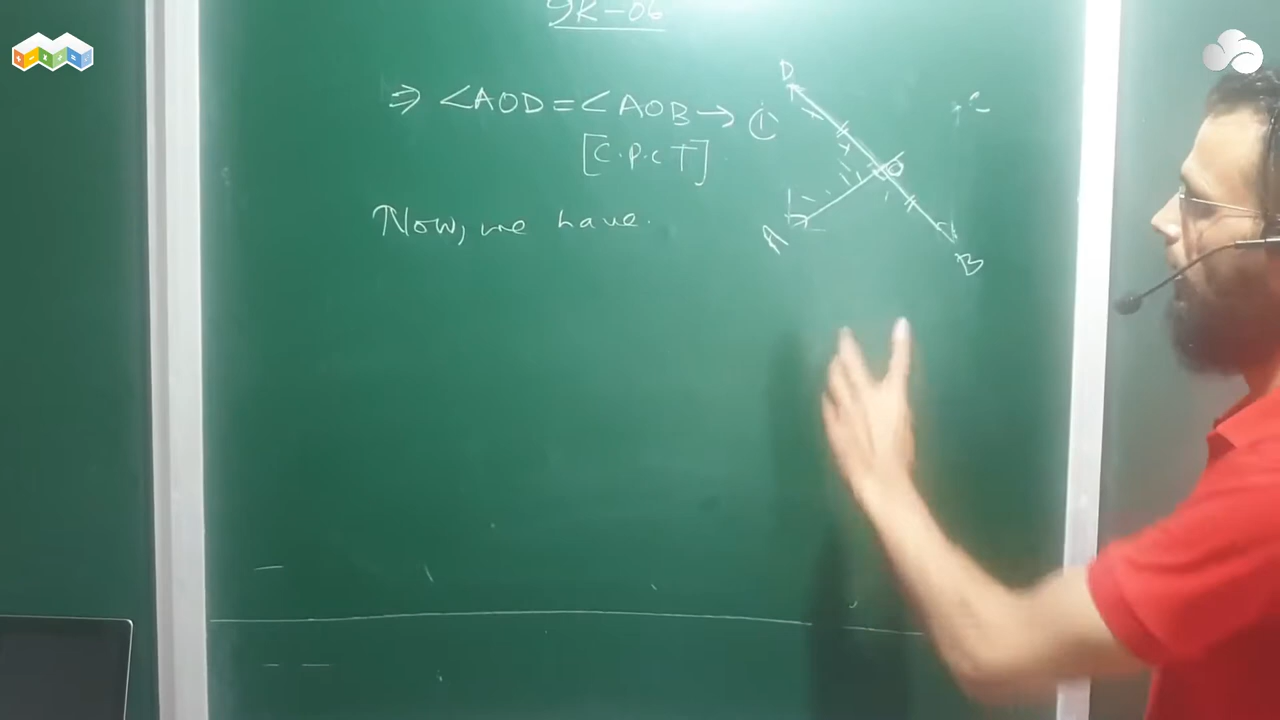 9K-06
⇒ ∠AOD = ∠AOB → ①
[C.P.C T]
Now, we have.
D
C
O
A
B